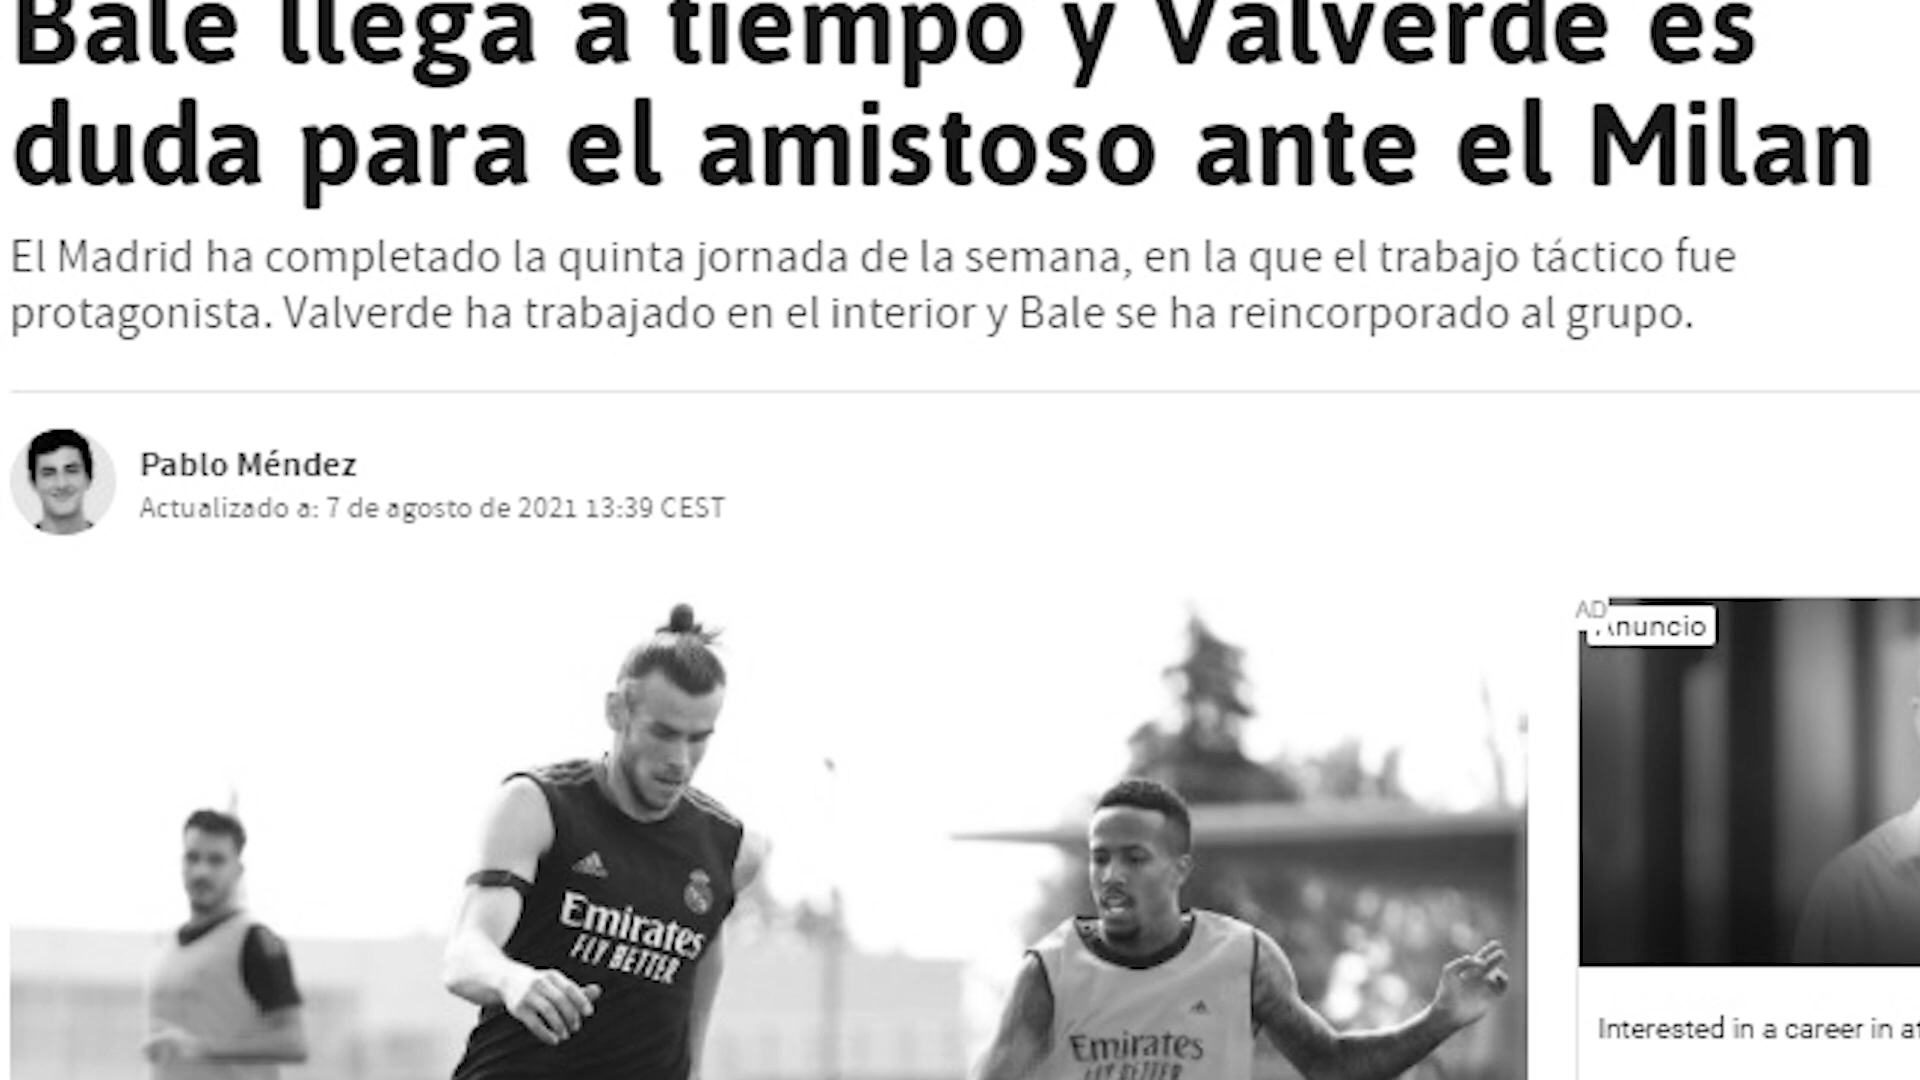 Bale llega a tiempo y Valverde es
duda para el amistoso ante el Milan
El Madrid ha completado la quinta jornada de la semana, en la que el trabajo táctico fue
protagonista. Valverde ha trabajado en el interior y Bale se ha reincorporado al grupo.
Pablo Méndez
Actualizado a: 7 de agosto de 2021 13:39 CEST
AD
Anuncio
Emirates
FLY BETTER
Emirates
FLY BETTER
Interested in a career in